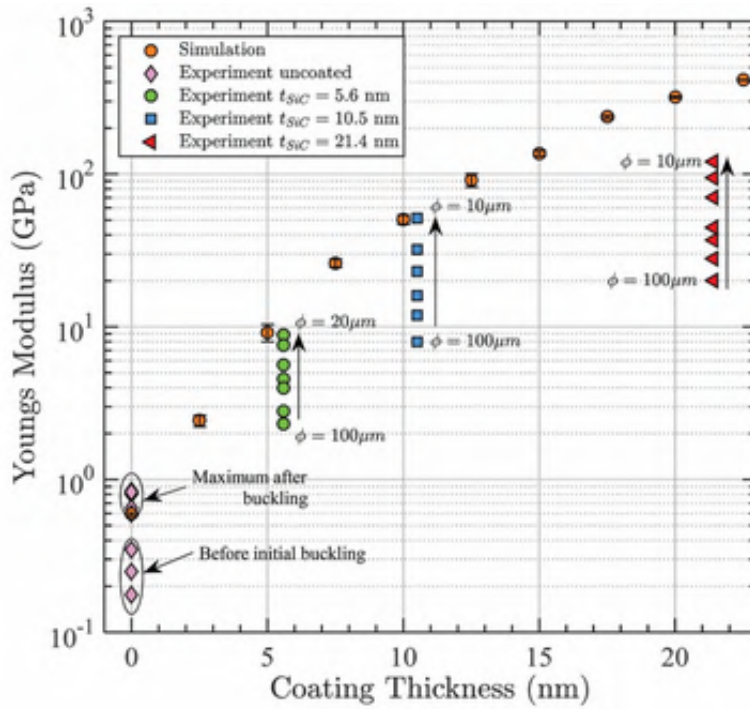 10³
10²
10¹
10⁰
10⁻¹
Youngs Modulus (GPa)
Simulation
Experiment uncoated
Experiment t_SiC = 5.6 nm
Experiment t_SiC = 10.5 nm
Experiment t_SiC = 21.4 nm
ϕ = 10µm
ϕ = 100µm
ϕ = 10µm
ϕ = 100µm
ϕ = 20µm
ϕ = 100µm
Maximum after
buckling
Before initial buckling
0 5 10 15 20
Coating Thickness (nm)